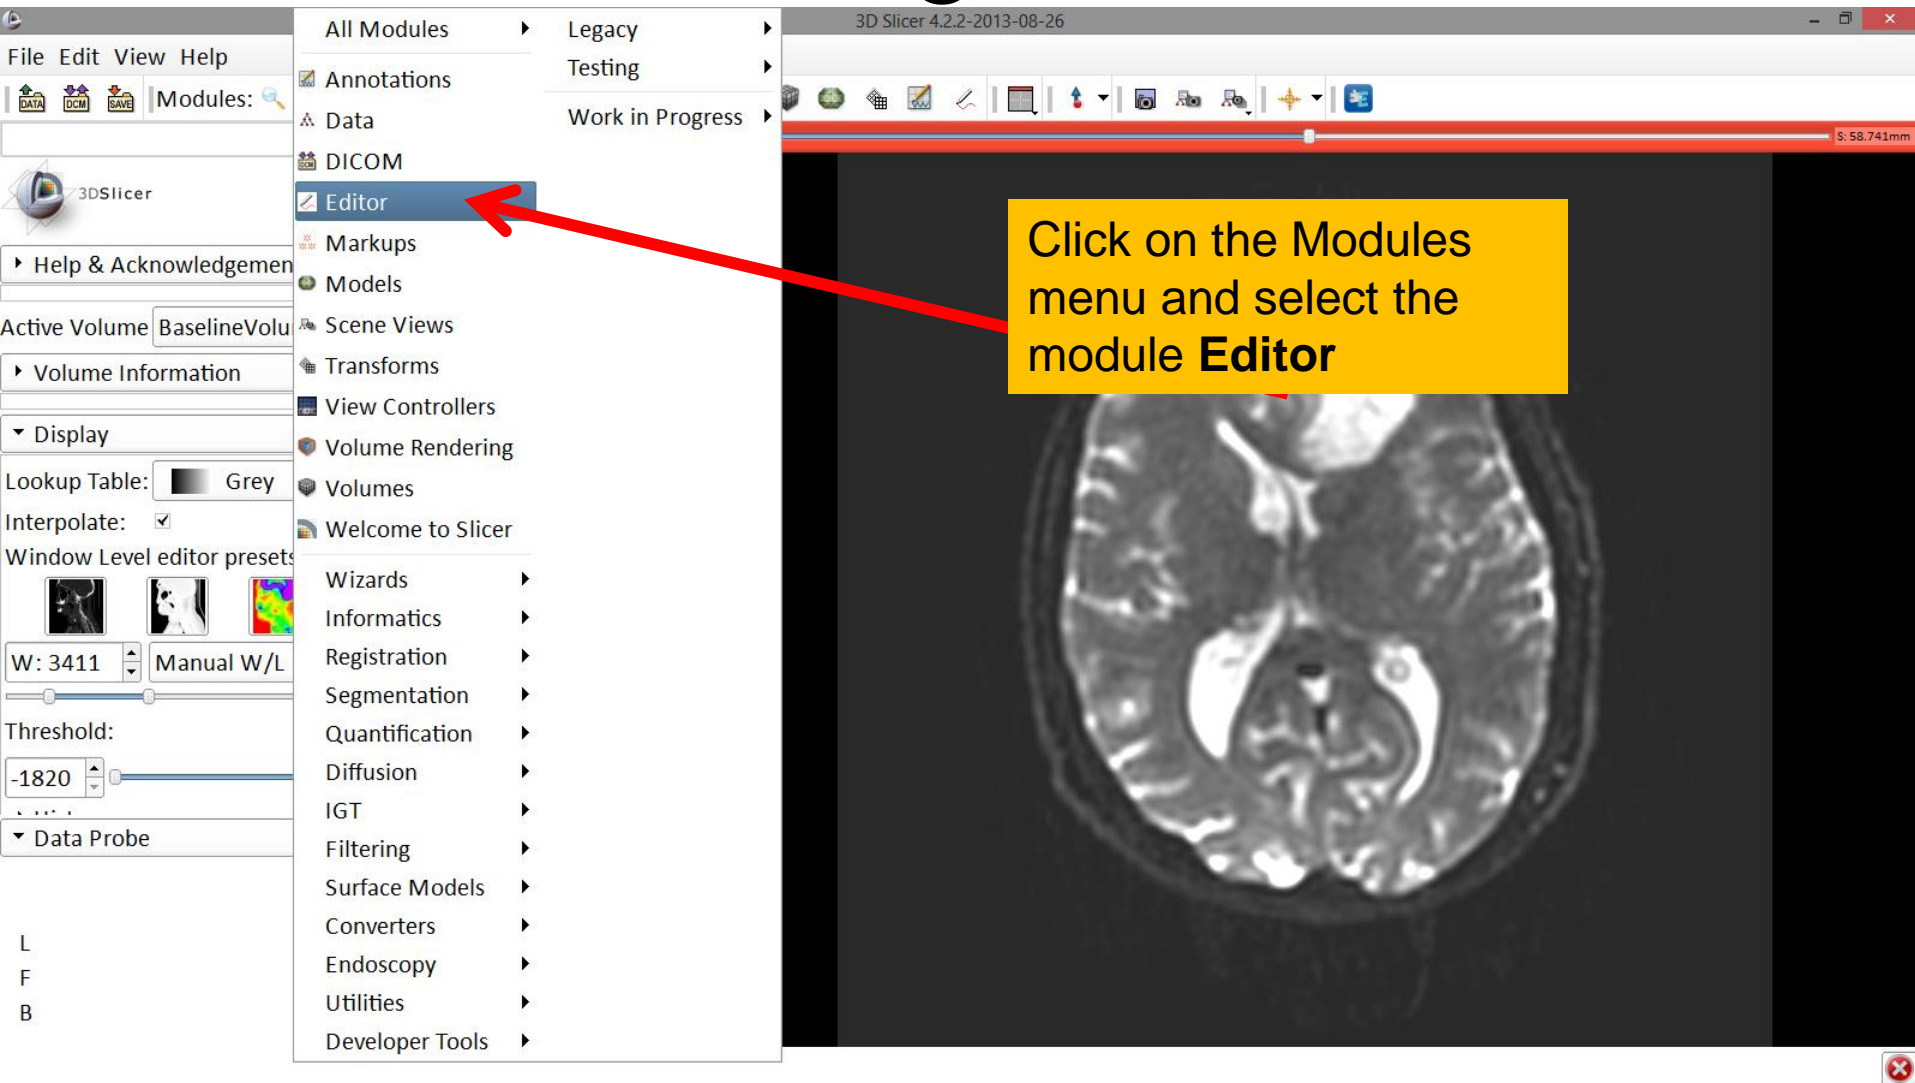 3D Slicer 4.2.2-2013-08-26
File Edit View Help
DATA DCM SAVE Modules:
S: 58.741mm
3DSlicer
Help & Acknowledgemen
Active Volume BaselineVolu
Volume Information
Display
Lookup Table: Grey
Interpolate:
Window Level editor presets
W: 3411 Manual W/L
Threshold:
-1820
Data Probe
L
F
B
All Modules
Annotations
Data
DICOM
Editor
Markups
Models
Scene Views
Transforms
View Controllers
Volume Rendering
Volumes
Welcome to Slicer
Wizards
Informatics
Registration
Segmentation
Quantification
Diffusion
IGT
Filtering
Surface Models
Converters
Endoscopy
Utilities
Developer Tools
Legacy
Testing
Work in Progress
Click on the Modules
menu and select the
module Editor